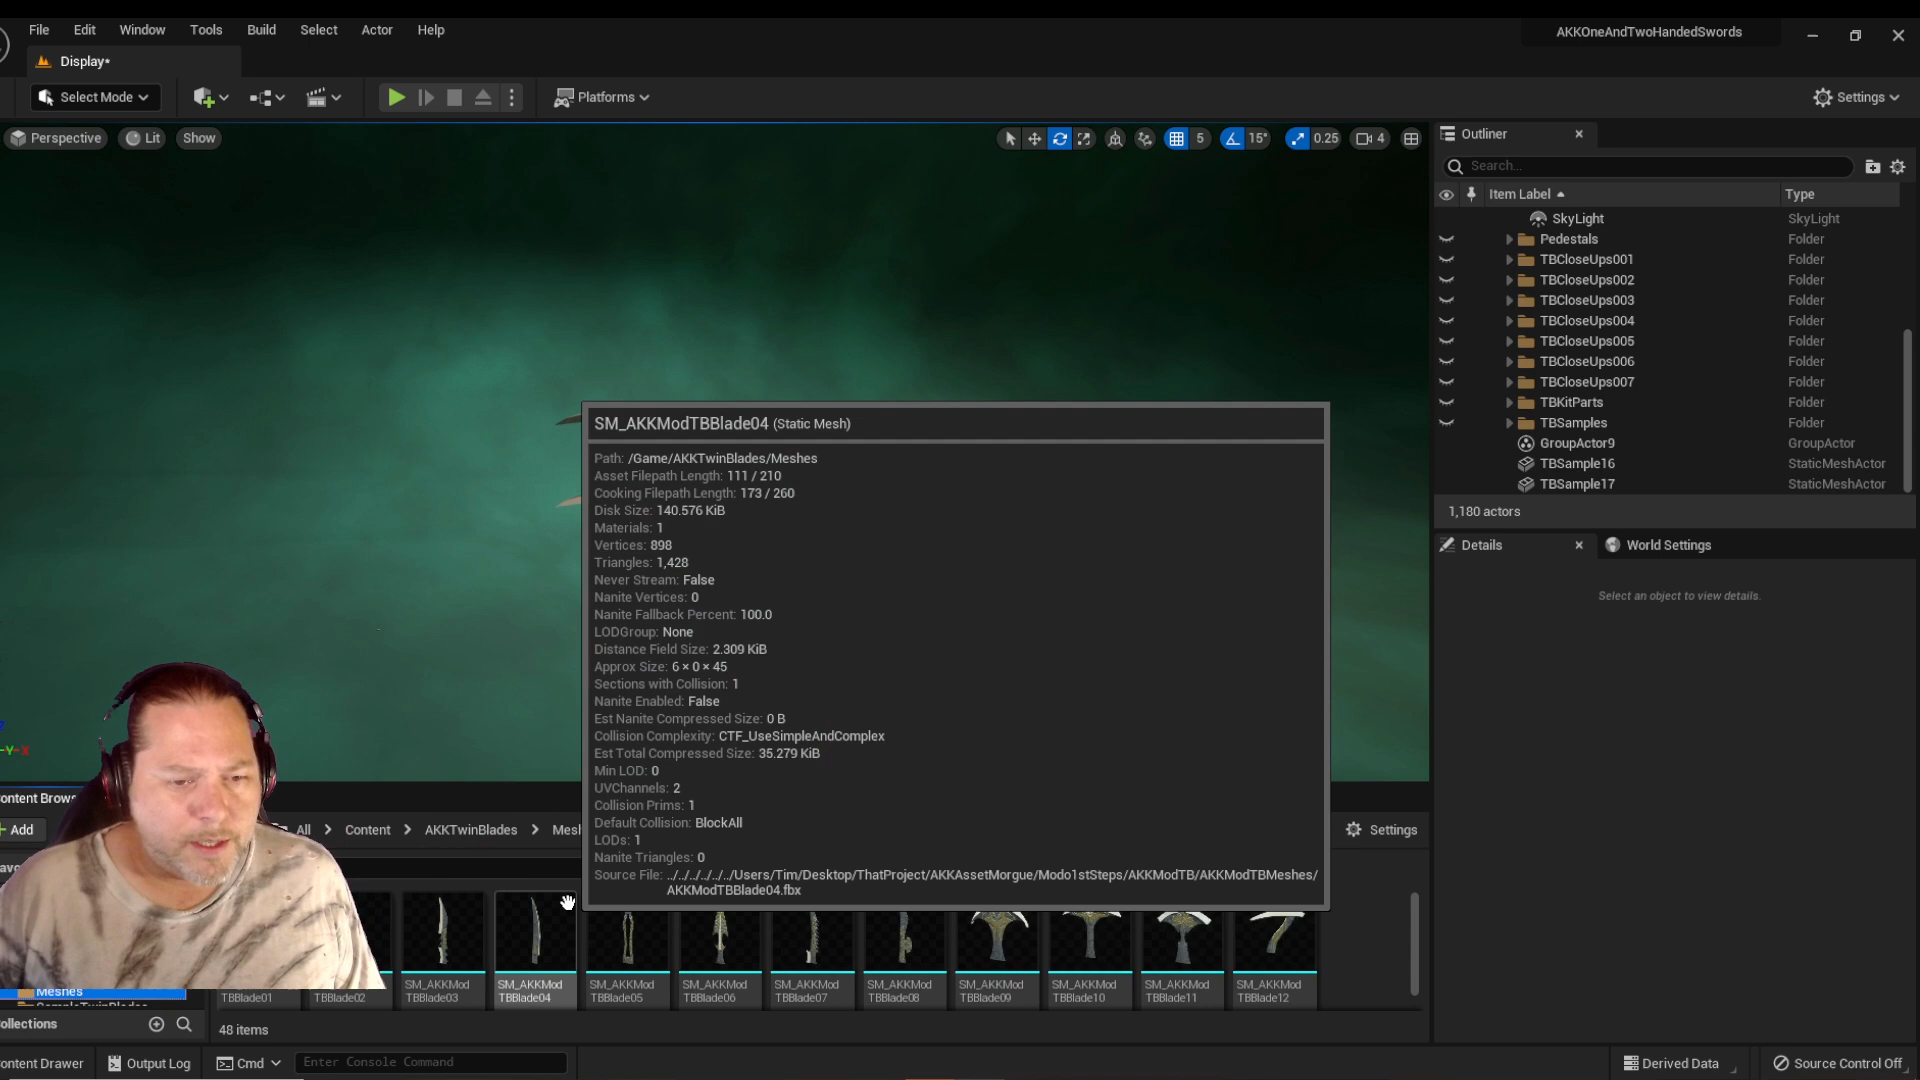 File Edit Window Tools Build Select Actor Help
AKKOneAndTwoHandedSwords
Display*
Select Mode
Platforms
Settings
Perspective Lit Show
5 15° 0.25 4
Outliner
Search...
Item Label Type
SkyLight SkyLight
Pedestals Folder
TBCloseUps001 Folder
TBCloseUps002 Folder
TBCloseUps003 Folder
TBCloseUps004 Folder
TBCloseUps005 Folder
TBCloseUps006 Folder
TBCloseUps007 Folder
TBKitParts Folder
TBSamples Folder
GroupActor9 GroupActor
TBSample16 StaticMeshActor
TBSample17 StaticMeshActor
1,180 actors
Details World Settings
Select an object to view details.
SM_AKKModTBBlade04 (Static Mesh)
Path: /Game/AKKTwinBlades/Meshes
Asset Filepath Length: 111 / 210
Cooking Filepath Length: 173 / 260
Disk Size: 140.576 KiB
Materials: 1
Vertices: 898
Triangles: 1,428
Never Stream: False
Nanite Vertices: 0
Nanite Fallback Percent: 100.0
LODGroup: None
Distance Field Size: 2.309 KiB
Approx Size: 6 × 0 × 45
Sections with Collision: 1
Nanite Enabled: False
Est Nanite Compressed Size: 0 B
Collision Complexity: CTF_UseSimpleAndComplex
Est Total Compressed Size: 35.279 KiB
Min LOD: 0
UVChannels: 2
Collision Prims: 1
Default Collision: BlockAll
LODs: 1
Nanite Triangles: 0
Source File: ../../../../../../Users/Tim/Desktop/ThatProject/AKKAssetMorgue/Modo1stSteps/AKKModTB/AKKModTBMeshes/
AKKModTBBlade04.fbx
-Y X
ontent Brows
Add
All Content AKKTwinBlades Mesh
Settings
Meshes
TBBlade01
TBBlade02
SM_AKKMod
TBBlade03
SM_AKKMod
TBBlade04
SM_AKKMod
TBBlade05
SM_AKKMod
TBBlade06
SM_AKKMod
TBBlade07
SM_AKKMod
TBBlade08
SM_AKKMod
TBBlade09
SM_AKKMod
TBBlade10
SM_AKKMod
TBBlade11
SM_AKKMod
TBBlade12
ollections
48 items
ontent Drawer Output Log Cmd Enter Console Command
Derived Data Source Control Off